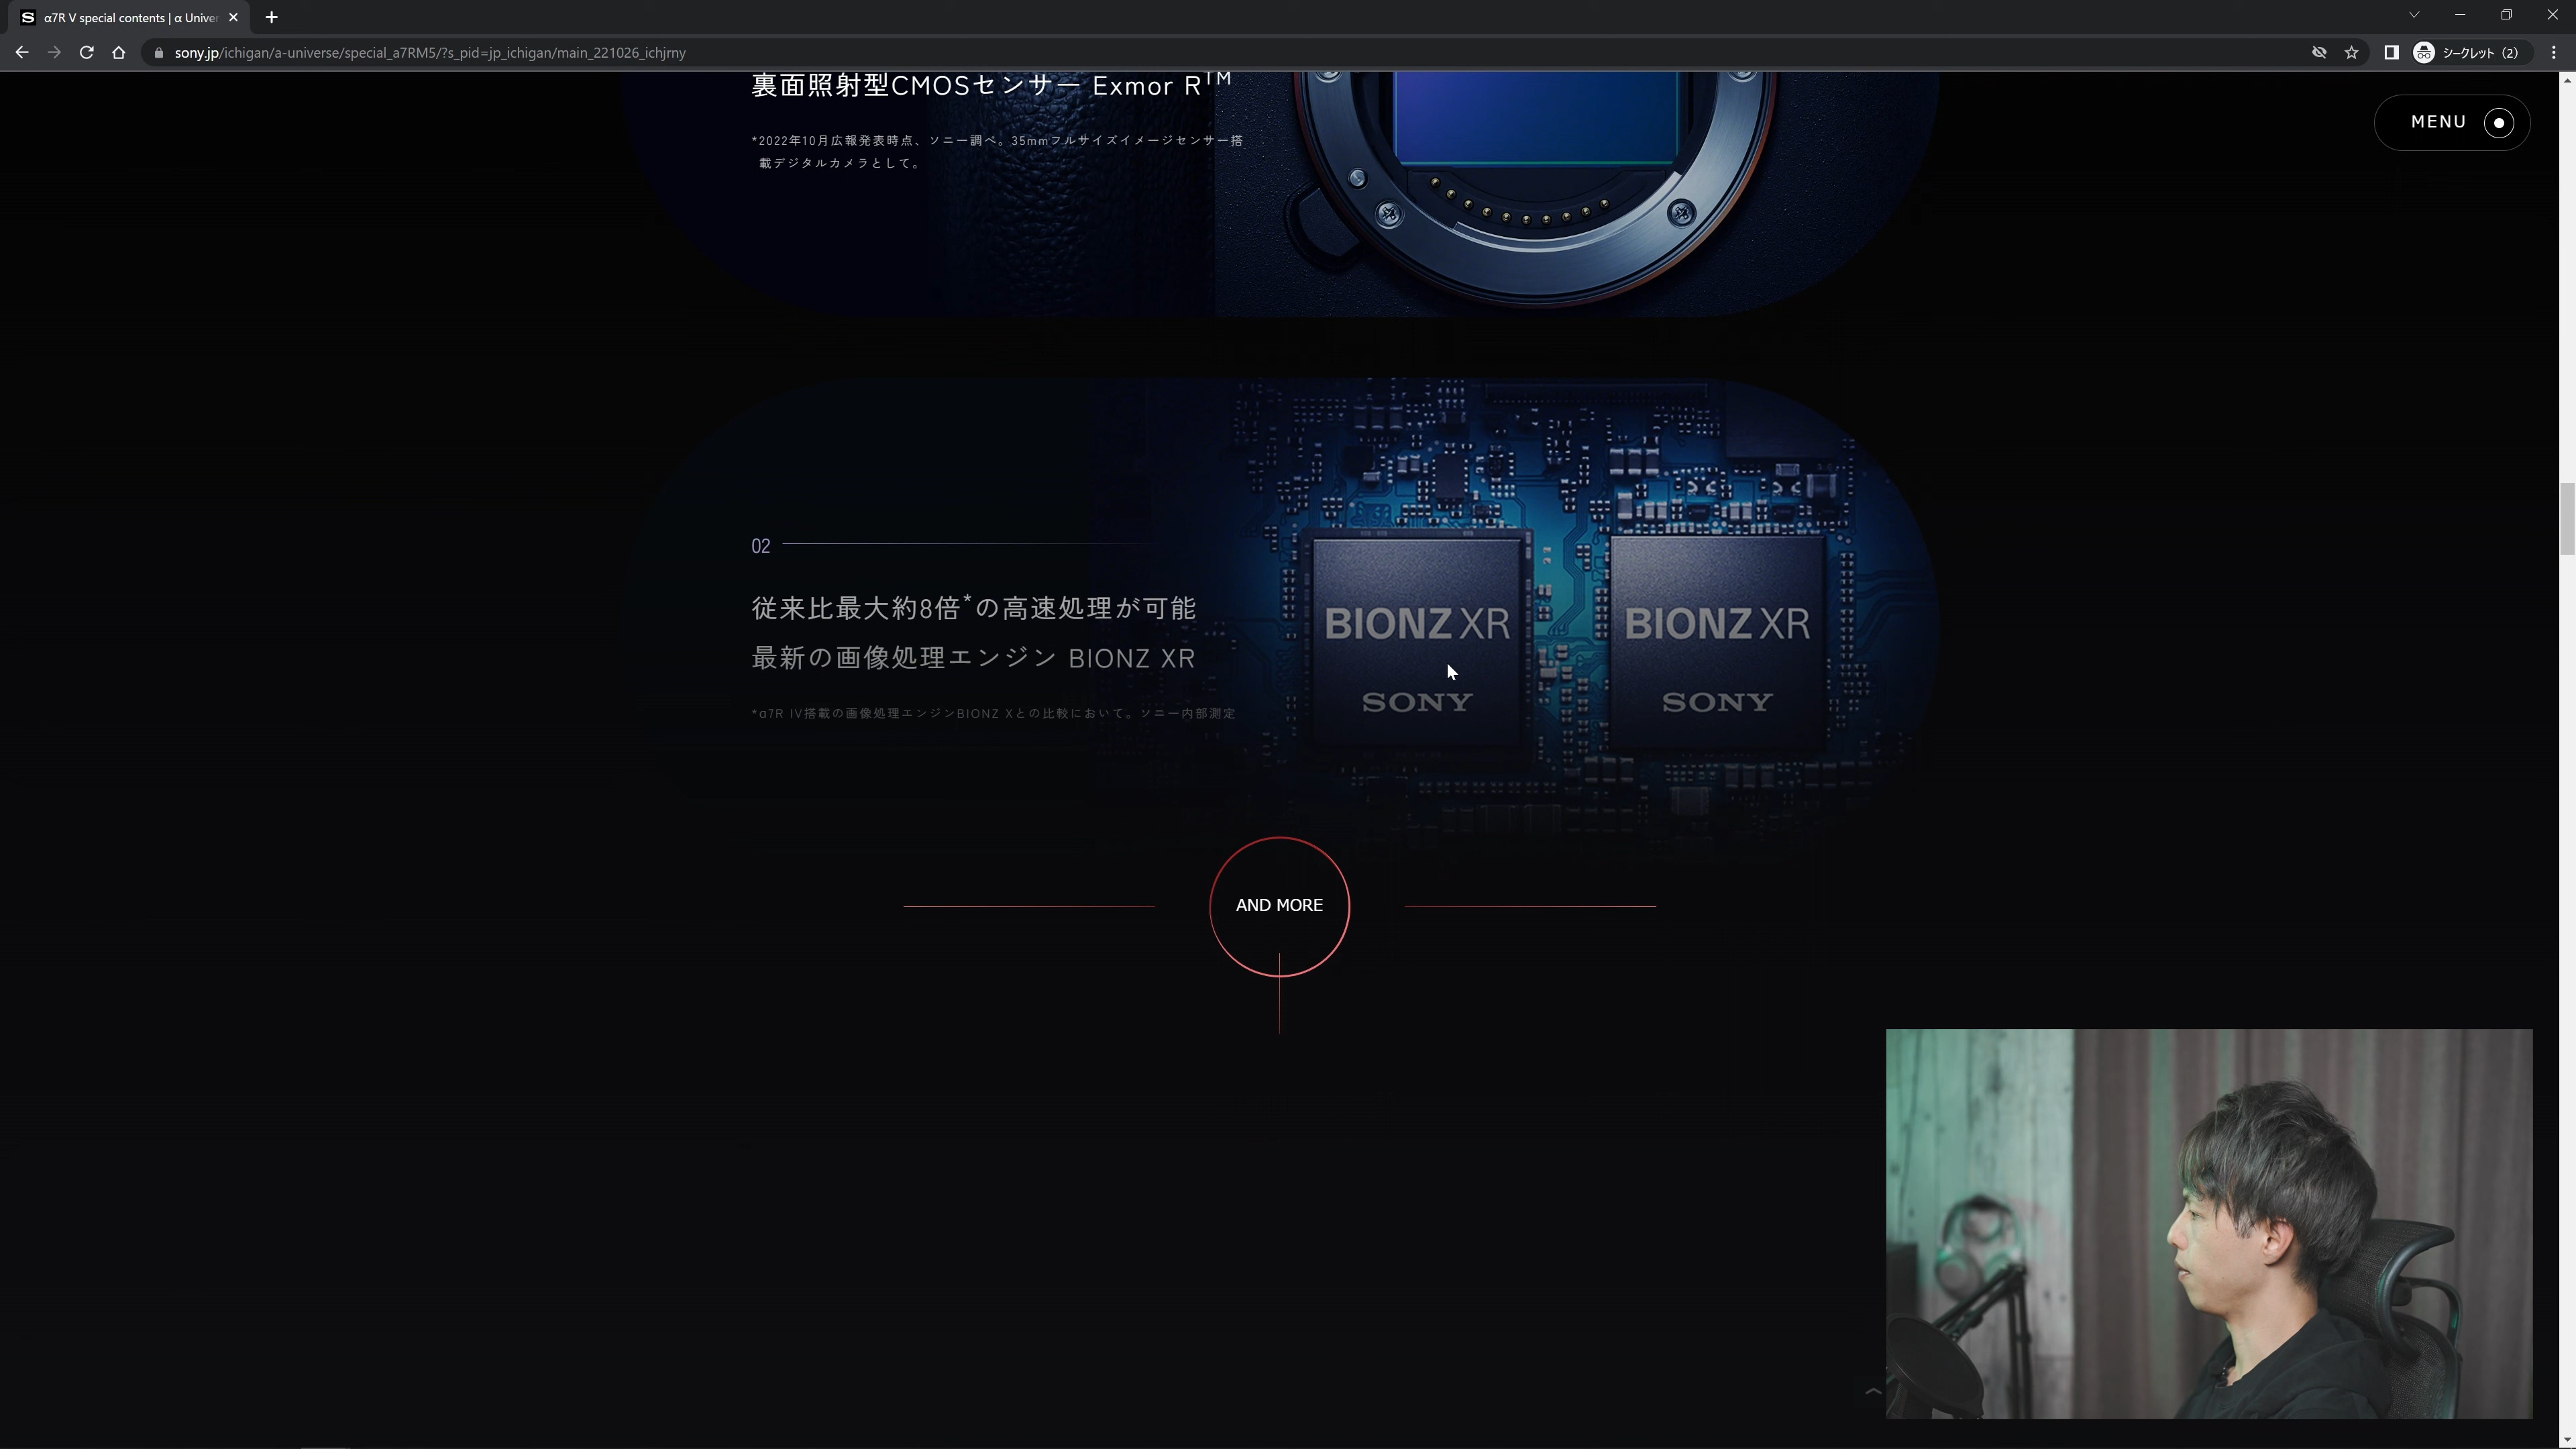 α7R V special contents | α Univer
sony.jp/ichigan/a-universe/special_a7RM5/?s_pid=jp_ichigan/main_221026_ichjrny
シークレット (2)
MENU
裏面照射型CMOSセンサー Exmor R™
*2022年10月広報発表時点、ソニー調べ。35mmフルサイズイメージセンサー搭
載デジタルカメラとして。
02
従来比最大約8倍*の高速処理が可能
最新の画像処理エンジン BIONZ XR
*α7R IV搭載の画像処理エンジンBIONZ Xとの比較において。ソニー内部測定
BIONZ XR
SONY
BIONZ XR
SONY
AND MORE